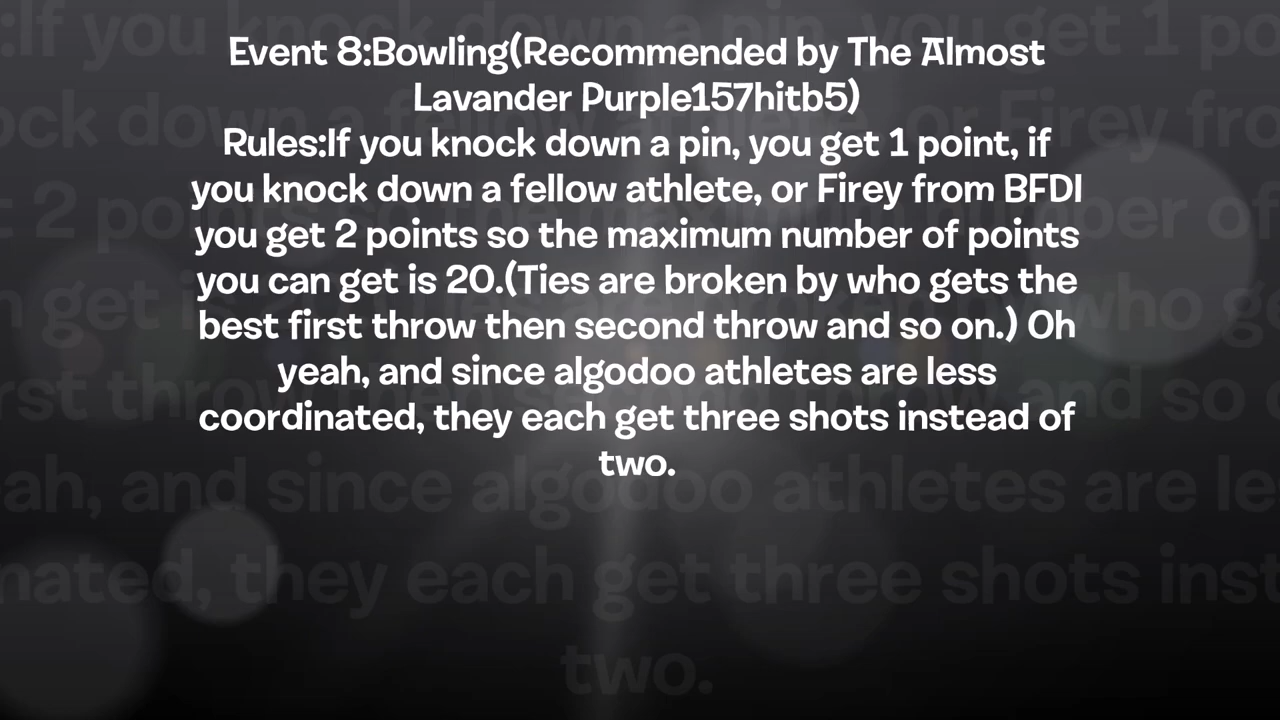 Event 8:Bowling(Recommended by The Almost
Lavander Purple157hitb5)
Rules:If you knock down a pin, you get 1 point, if
you knock down a fellow athlete, or Firey from BFDI
you get 2 points so the maximum number of points
you can get is 20.(Ties are broken by who gets the
best first throw then second throw and so on.) Oh
yeah, and since algodoo athletes are less
coordinated, they each get three shots instead of
two.